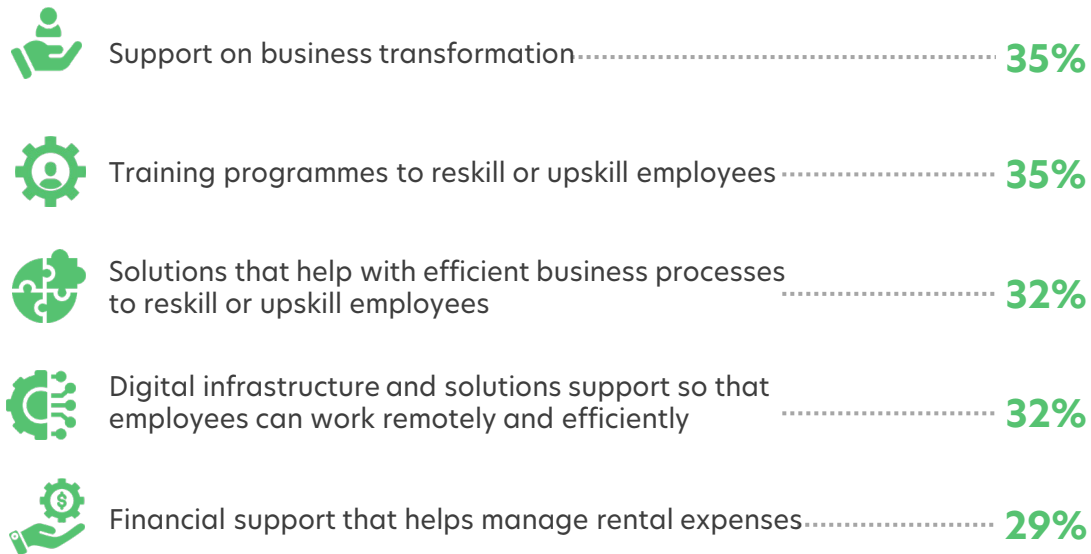 Support on business transformation 35%
Training programmes to reskill or upskill employees 35%
Solutions that help with efficient business processes
to reskill or upskill employees 32%
Digital infrastructure and solutions support so that
employees can work remotely and efficiently 32%
$
Financial support that helps manage rental expenses 29%